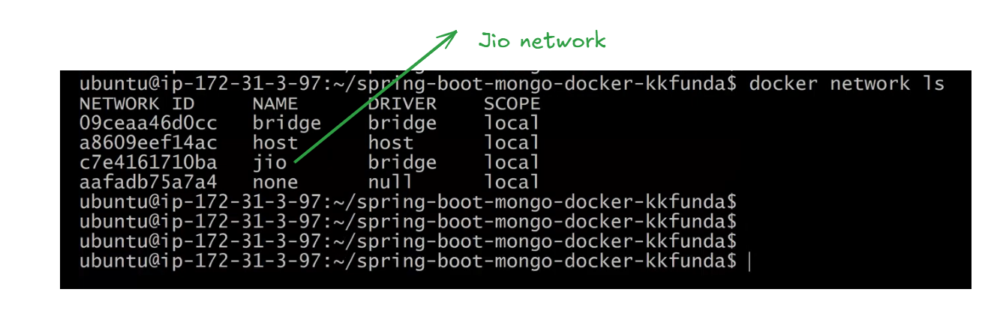 Jio network
ubuntu@ip-172-31-3-97:~/spring-boot-mongo-docker-kkfunda$ docker network ls
NETWORK ID NAME DRIVER SCOPE
09ceaa46d0cc bridge bridge local
a8609eef14ac host host local
c7e4161710ba jio bridge local
aafadb75a7a4 none null local
ubuntu@ip-172-31-3-97:~/spring-boot-mongo-docker-kkfunda$
ubuntu@ip-172-31-3-97:~/spring-boot-mongo-docker-kkfunda$
ubuntu@ip-172-31-3-97:~/spring-boot-mongo-docker-kkfunda$
ubuntu@ip-172-31-3-97:~/spring-boot-mongo-docker-kkfunda$